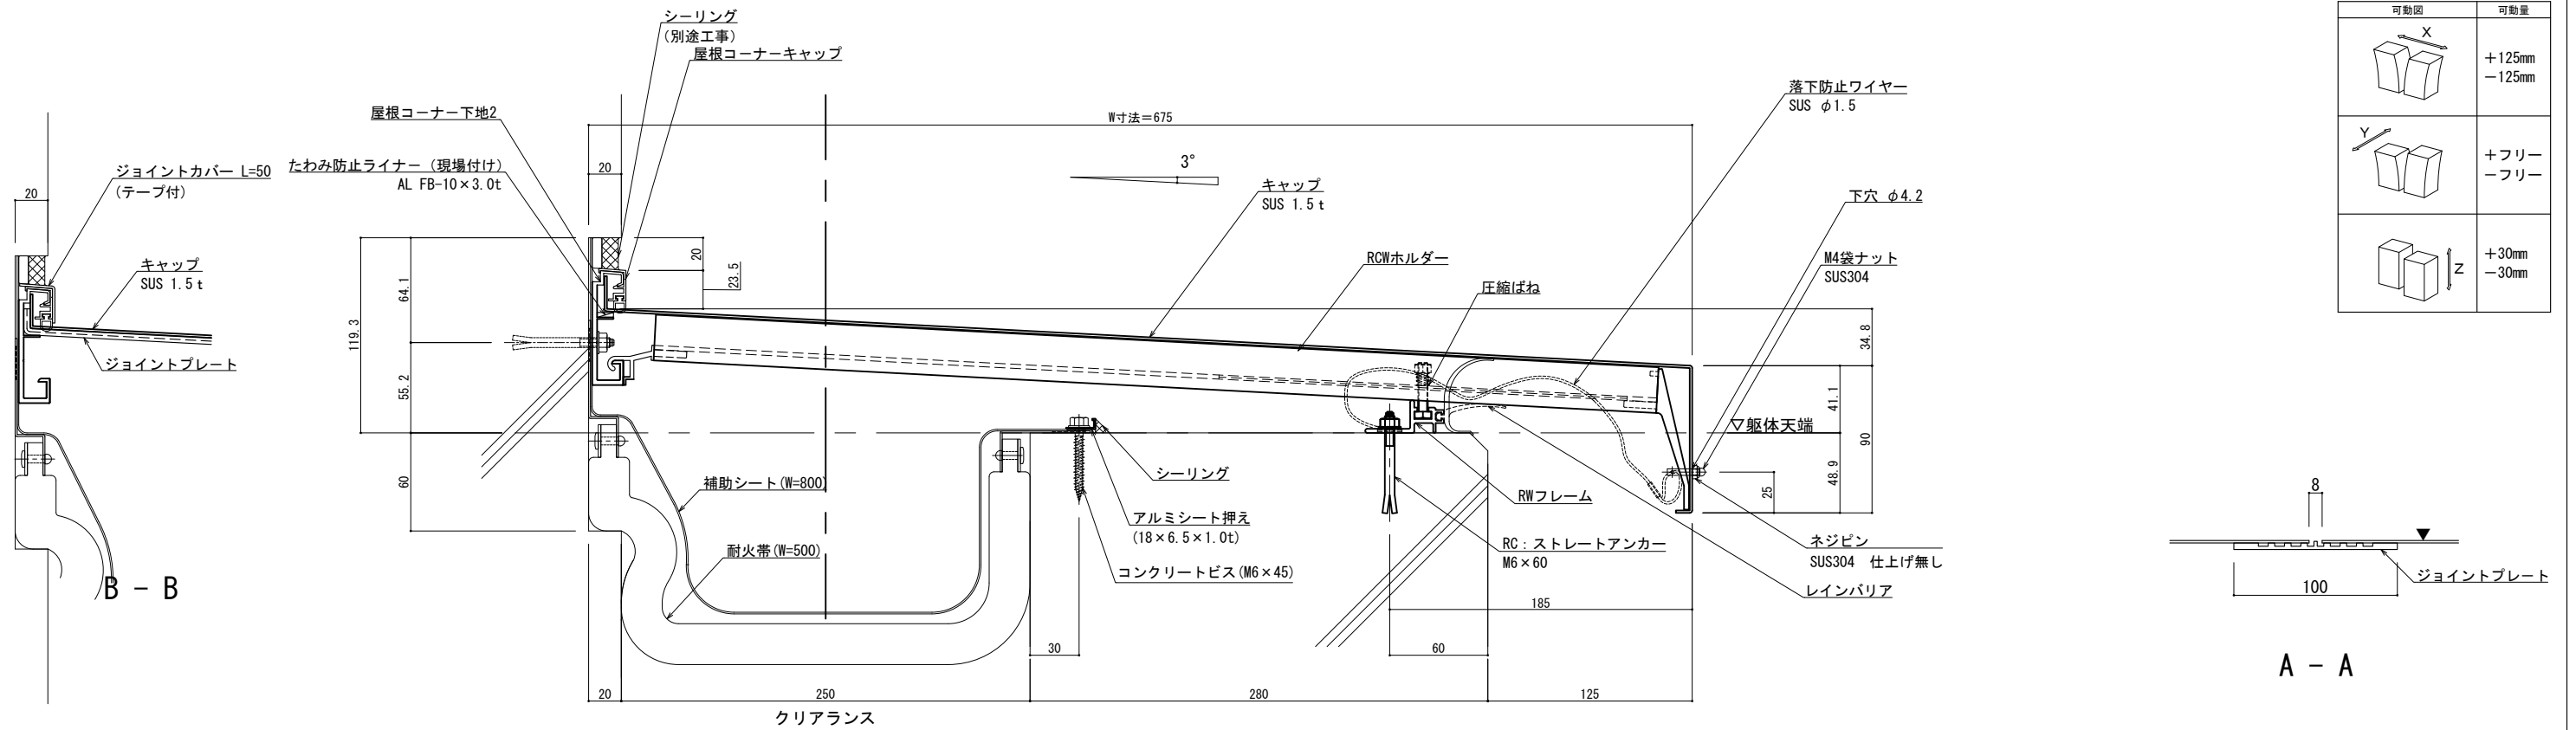 シーリング
(別途工事)
屋根コーナーキャップ
屋根コーナー下地2
たわみ防止ライナー（現場付け）
AL FB-10×3.0t
ジョイントカバー L=50
(テープ付)
20
キャップ
SUS 1.5ｔ
ジョイントプレート
B － B
W寸法＝675
20
3°
キャップ
SUS 1.5ｔ
RCWホルダー
圧縮ばね
落下防止ワイヤー
SUS φ1.5
下穴 φ4.2
M4袋ナット
SUS304
20
23.5
64.1
119.3
55.2
60
34.8
41.1
▽躯体天端
90
48.9
25
補助シート(W=800)
耐火帯(W=500)
シーリング
アルミシート押え
(18×6.5×1.0t)
コンクリートビス(M6×45)
RWフレーム
RC：ストレートアンカー
M6×60
ネジピン
SUS304　仕上げ無し
レインバリア
185
30
60
20
250
280
125
クリアランス
可動図
可動量
X
＋125mm
－125mm
Y
＋フリー
－フリー
Z
＋30mm
－30mm
8
ジョイントプレート
100
A － A